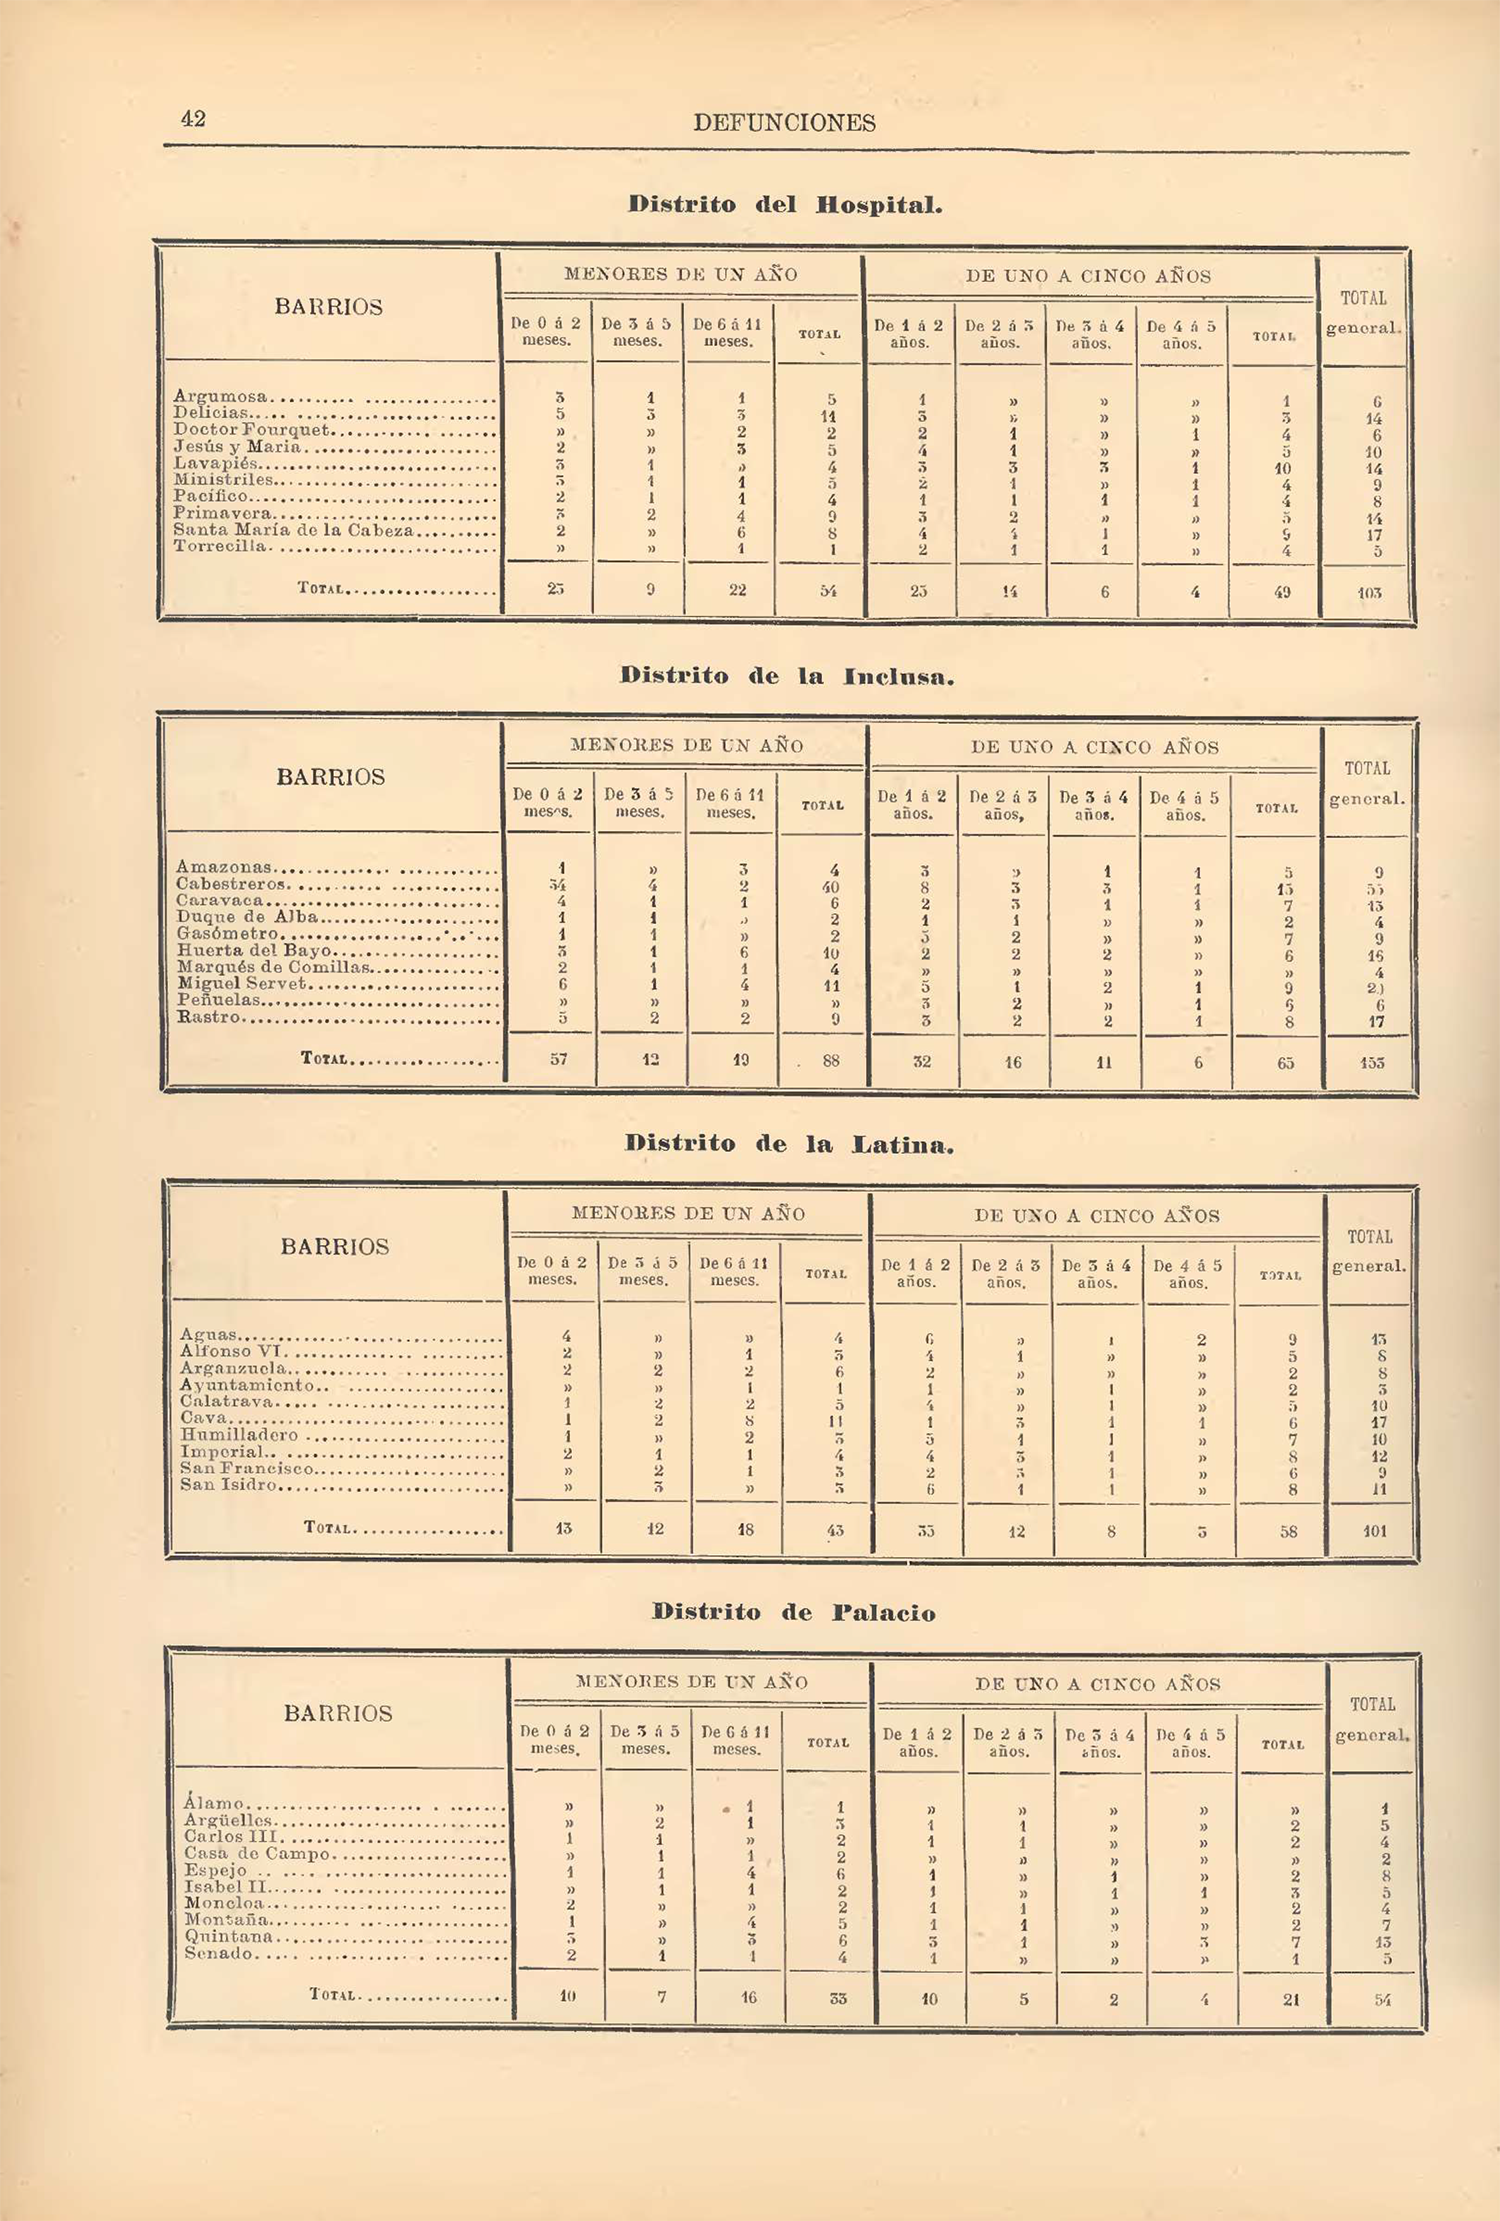 42
DEFUNCIONES
Distrito del Hospital.
BARRIOS | MENORES DE UN AÑO | DE UNO A CINCO AÑOS | TOTAL general.
De 0 á 2 meses. | De 3 á 5 meses. | De 6 á 11 meses. | TOTAL | De 1 á 2 años. | De 2 á 3 años. | De 3 á 4 años. | De 4 á 5 años. | TOTAL
Argumosa 3 1 1 5 1 » » » 1 6
Delicias 5 3 3 11 3 » » » 3 14
Doctor Fourquet » » 2 2 2 1 » 1 4 6
Jesús y Maria 2 » 3 5 4 1 » » 5 10
Lavapiés 3 1 » 4 3 3 3 1 10 14
Ministriles 3 1 1 5 2 1 » 1 4 9
Pacífico 2 1 1 4 1 1 1 1 4 8
Primavera 3 2 4 9 3 2 » » 5 14
Santa María de la Cabeza 2 » 6 8 4 4 1 » 9 17
Torrecilla » » 1 1 2 1 1 » 4 5
TOTAL 23 9 22 54 25 14 6 4 49 103
Distrito de la Inclusa.
BARRIOS | MENORES DE UN AÑO | DE UNO A CINCO AÑOS | TOTAL general.
De 0 á 2 meses. | De 3 á 5 meses. | De 6 á 11 meses. | TOTAL | De 1 á 2 años. | De 2 á 3 años, | De 3 á 4 años. | De 4 á 5 años. | TOTAL
Amazonas 1 » 3 4 3 » 1 1 5 9
Cabestreros 34 4 2 40 8 3 3 1 15 55
Caravaca 4 1 1 6 2 3 1 1 7 13
Duque de Alba 1 1 » 2 1 1 » » 2 4
Gasómetro 1 1 » 2 5 2 » » 7 9
Huerta del Bayo 3 1 6 10 2 2 2 » 6 16
Marqués de Comillas 2 1 1 4 » » » » » 4
Miguel Servet 6 1 4 11 5 1 2 1 9 20
Peñuelas » » » » 3 2 » 1 6 6
Rastro 5 2 2 9 3 2 2 1 8 17
TOTAL 57 12 19 88 32 16 11 6 65 153
Distrito de la Latina.
BARRIOS | MENORES DE UN AÑO | DE UNO A CINCO AÑOS | TOTAL general.
De 0 á 2 meses. | De 3 á 5 meses. | De 6 á 11 meses. | TOTAL | De 1 á 2 años. | De 2 á 3 años. | De 3 á 4 años. | De 4 á 5 años. | TOTAL
Aguas 4 » » 4 6 » 1 2 9 13
Alfonso VI 2 » 1 3 4 1 » » 5 8
Arganzuela 2 2 2 6 2 » » » 2 8
Ayuntamiento » » 1 1 1 » 1 » 2 3
Calatrava 1 2 2 5 4 » 1 » 5 10
Cava 1 2 8 11 1 3 1 1 6 17
Humilladero 1 » 2 3 5 1 1 » 7 10
Imperial 2 1 1 4 4 3 1 » 8 12
San Francisco » 2 1 3 2 3 1 » 6 9
San Isidro » 3 » 3 6 1 1 » 8 11
TOTAL 13 12 18 43 35 12 8 3 58 101
Distrito de Palacio
BARRIOS | MENORES DE UN AÑO | DE UNO A CINCO AÑOS | TOTAL general.
De 0 á 2 meses. | De 3 á 5 meses. | De 6 á 11 meses. | TOTAL | De 1 á 2 años. | De 2 á 3 años. | De 3 á 4 años. | De 4 á 5 años. | TOTAL
Álamo » » 1 1 » » » » » 1
Argüelles » 2 1 3 1 1 » » 2 5
Carlos III 1 1 » 2 1 1 » » 2 4
Casa de Campo » 1 1 2 » » » » » 2
Espejo 1 1 4 6 1 » 1 » 2 8
Isabel II » 1 1 2 1 » 1 1 3 5
Moncloa 2 » » 2 1 1 » » 2 4
Montaña 1 » 4 5 1 1 » » 2 7
Quintana 3 » 3 6 3 1 » 3 7 13
Senado 2 1 1 4 1 » » » 1 5
TOTAL 10 7 16 33 10 5 2 4 21 54